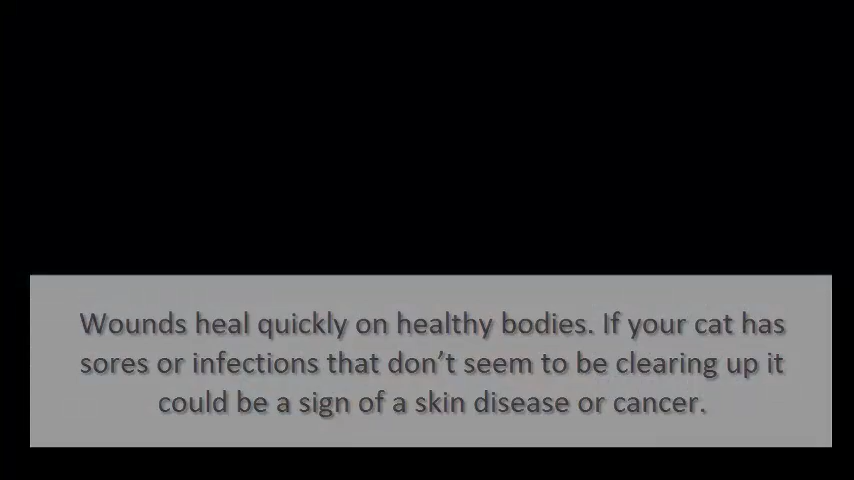 Wounds heal quickly on healthy bodies. If your cat has
sores or infections that don’t seem to be clearing up it
could be a sign of a skin disease or cancer.